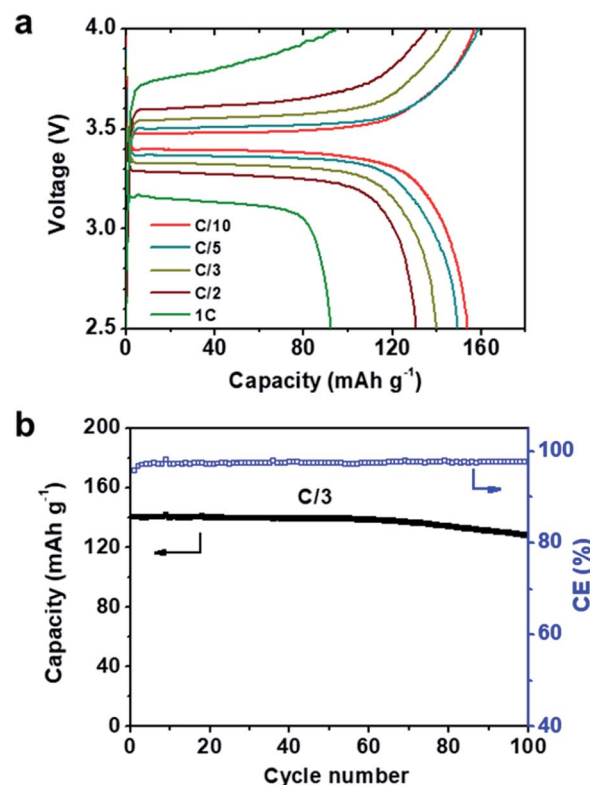 a
4.0
3.5
3.0
2.5
Voltage (V)
C/10
C/5
C/3
C/2
1C
0 40 80 120 160
Capacity (mAh g⁻¹)
b
200
160
120
80
40
0
Capacity (mAh g⁻¹)
C/3
100
80
60
40
CE (%)
0 20 40 60 80 100
Cycle number